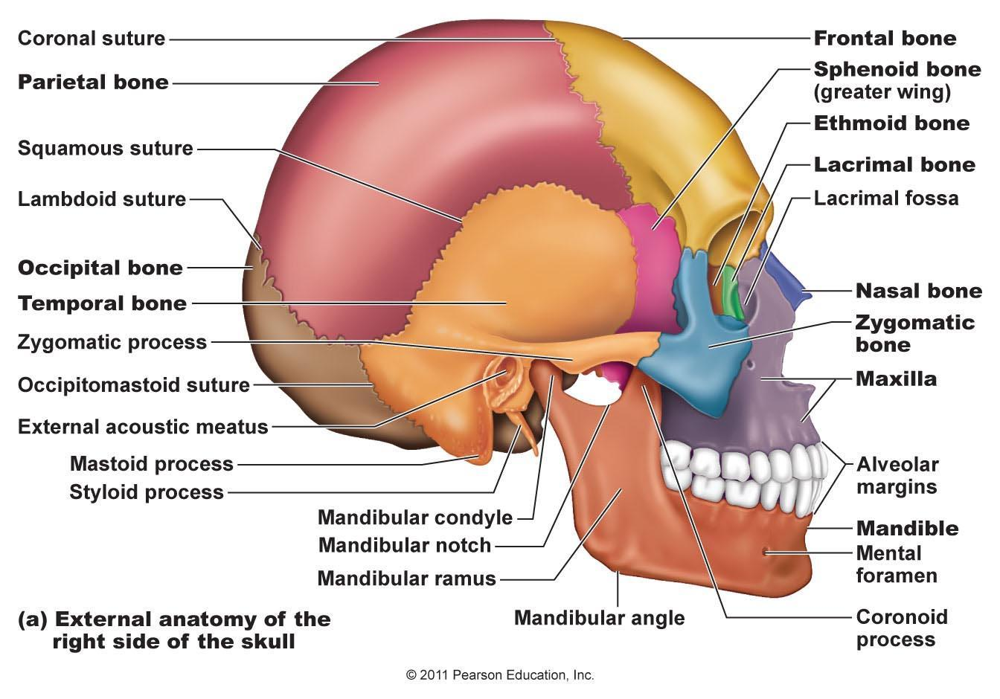 Coronal suture
Parietal bone
Squamous suture
Lambdoid suture
Occipital bone
Temporal bone
Zygomatic process
Occipitomastoid suture
External acoustic meatus
Mastoid process
Styloid process
Mandibular condyle
Mandibular notch
Mandibular ramus
Mandibular angle
Frontal bone
Sphenoid bone
(greater wing)
Ethmoid bone
Lacrimal bone
Lacrimal fossa
Nasal bone
Zygomatic
bone
Maxilla
Alveolar
margins
Mandible
Mental
foramen
Coronoid
process
(a) External anatomy of the
right side of the skull
© 2011 Pearson Education, Inc.